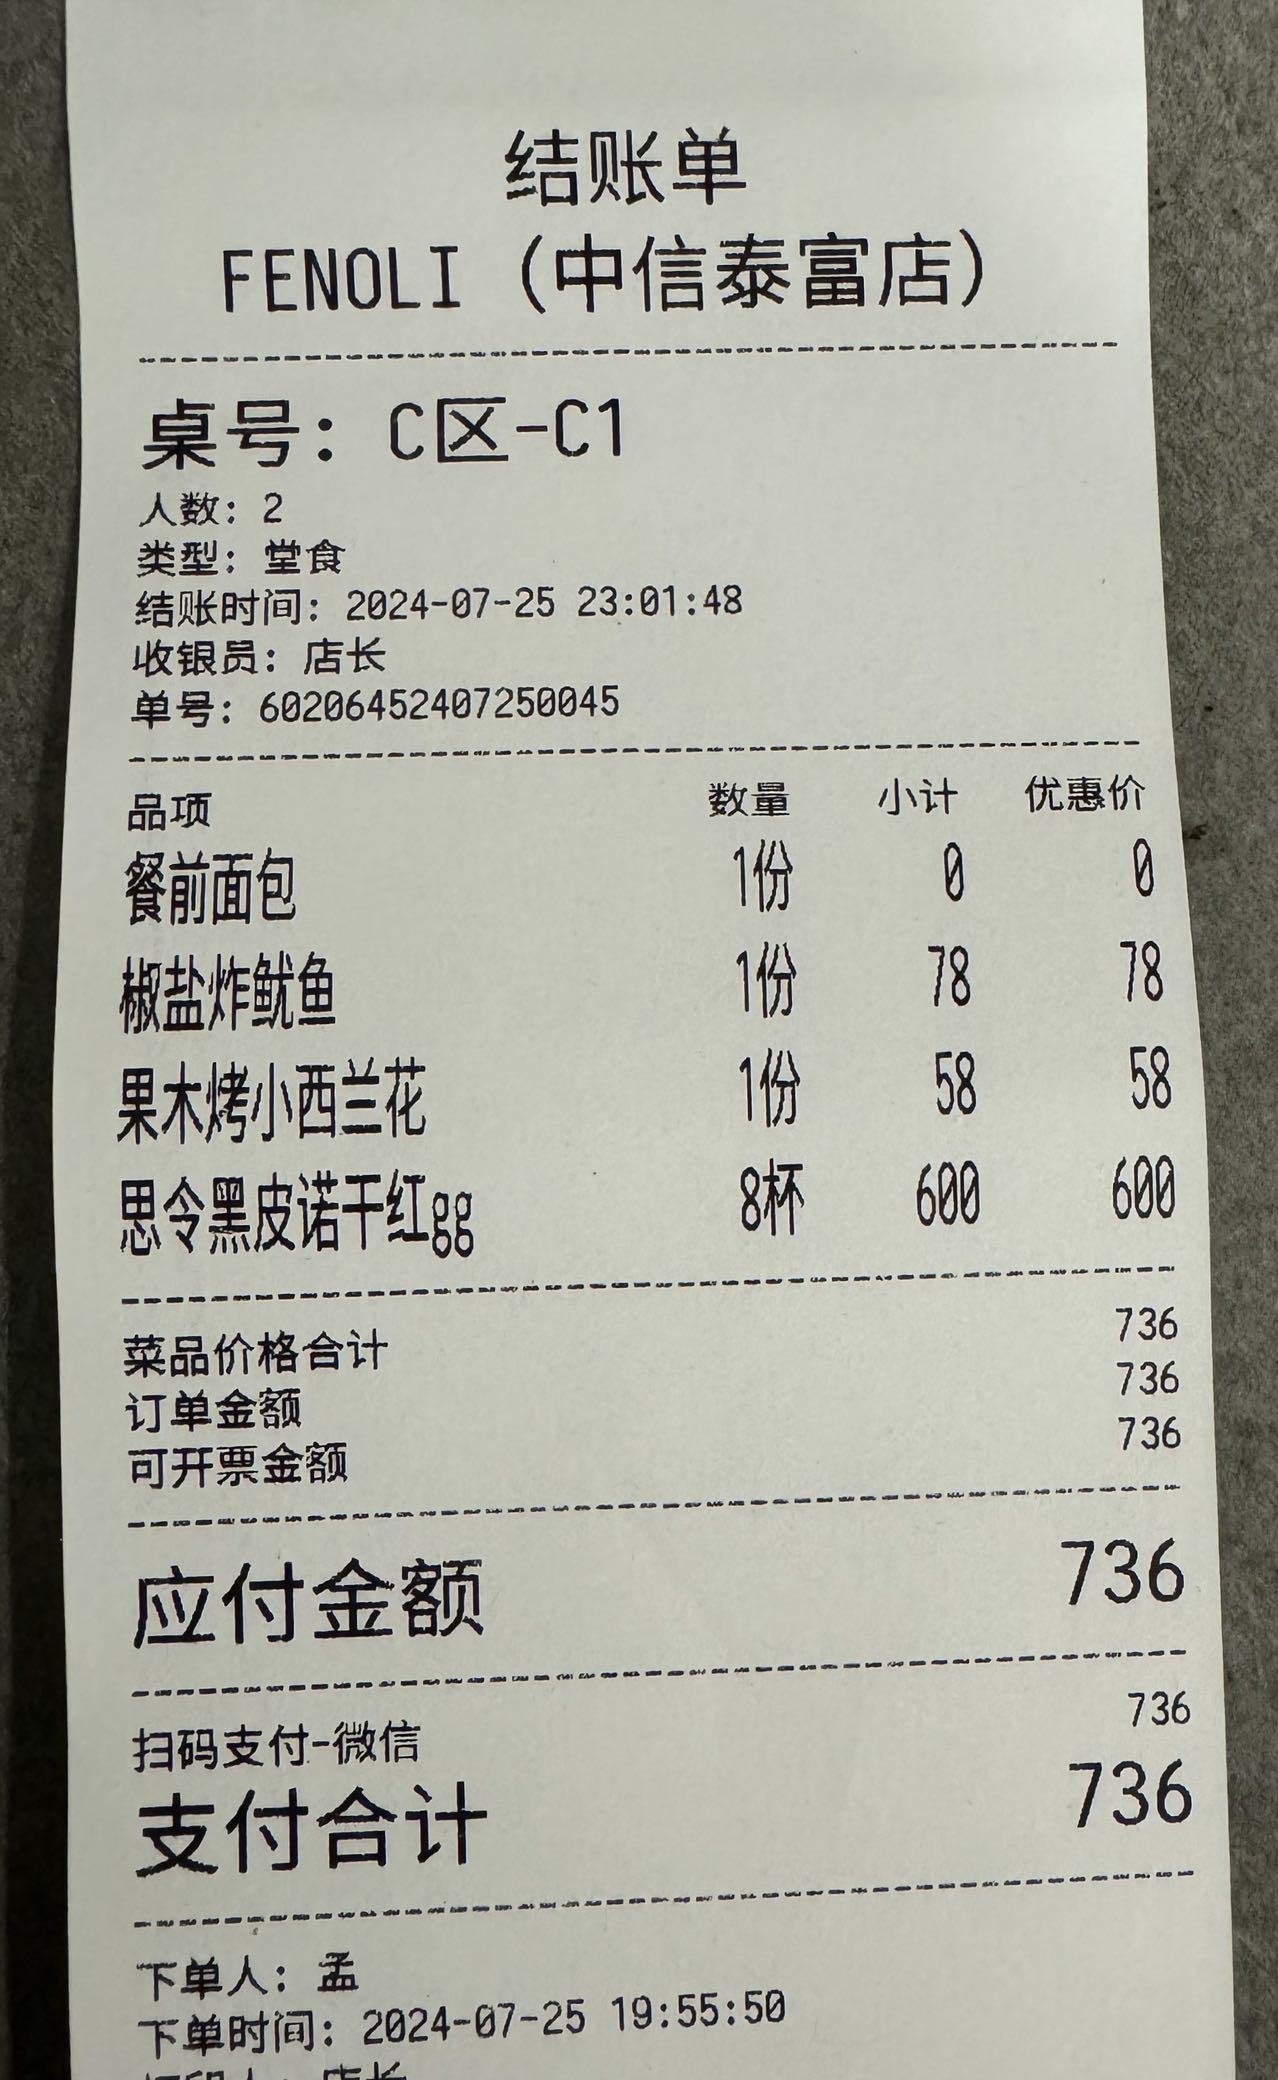 结账单
FENOLI（中信泰富店）
桌号：C区-C1
人数：2
类型：堂食
结账时间：2024-07-25 23:01:48
收银员：店长
单号：60206452407250045
品项 数量 小计 优惠价
餐前面包 1份 0 0
椒盐炸鱿鱼 1份 78 78
果木烤小西兰花 1份 58 58
思令黑皮诺干红gg 8杯 600 600
菜品价格合计 736
订单金额 736
可开票金额 736
应付金额 736
扫码支付-微信 736
支付合计 736
下单人：孟
下单时间：2024-07-25 19:55:50